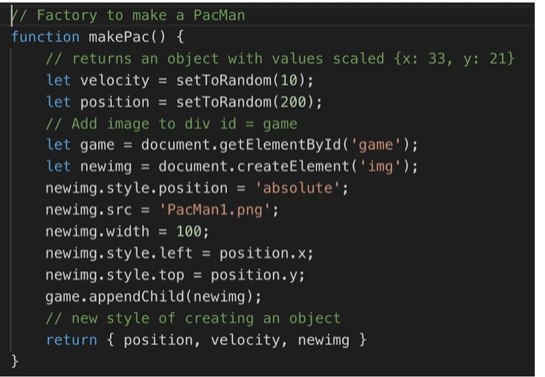 // Factory to make a PacMan
function makePac() {
    // returns an object with values scaled {x: 33, y: 21}
    let velocity = setToRandom(10);
    let position = setToRandom(200);
    // Add image to div id = game
    let game = document.getElementById('game');
    let newimg = document.createElement('img');
    newimg.style.position = 'absolute';
    newimg.src = 'PacMan1.png';
    newimg.width = 100;
    newimg.style.left = position.x;
    newimg.style.top = position.y;
    game.appendChild(newimg);
    // new style of creating an object
    return { position, velocity, newimg }
}